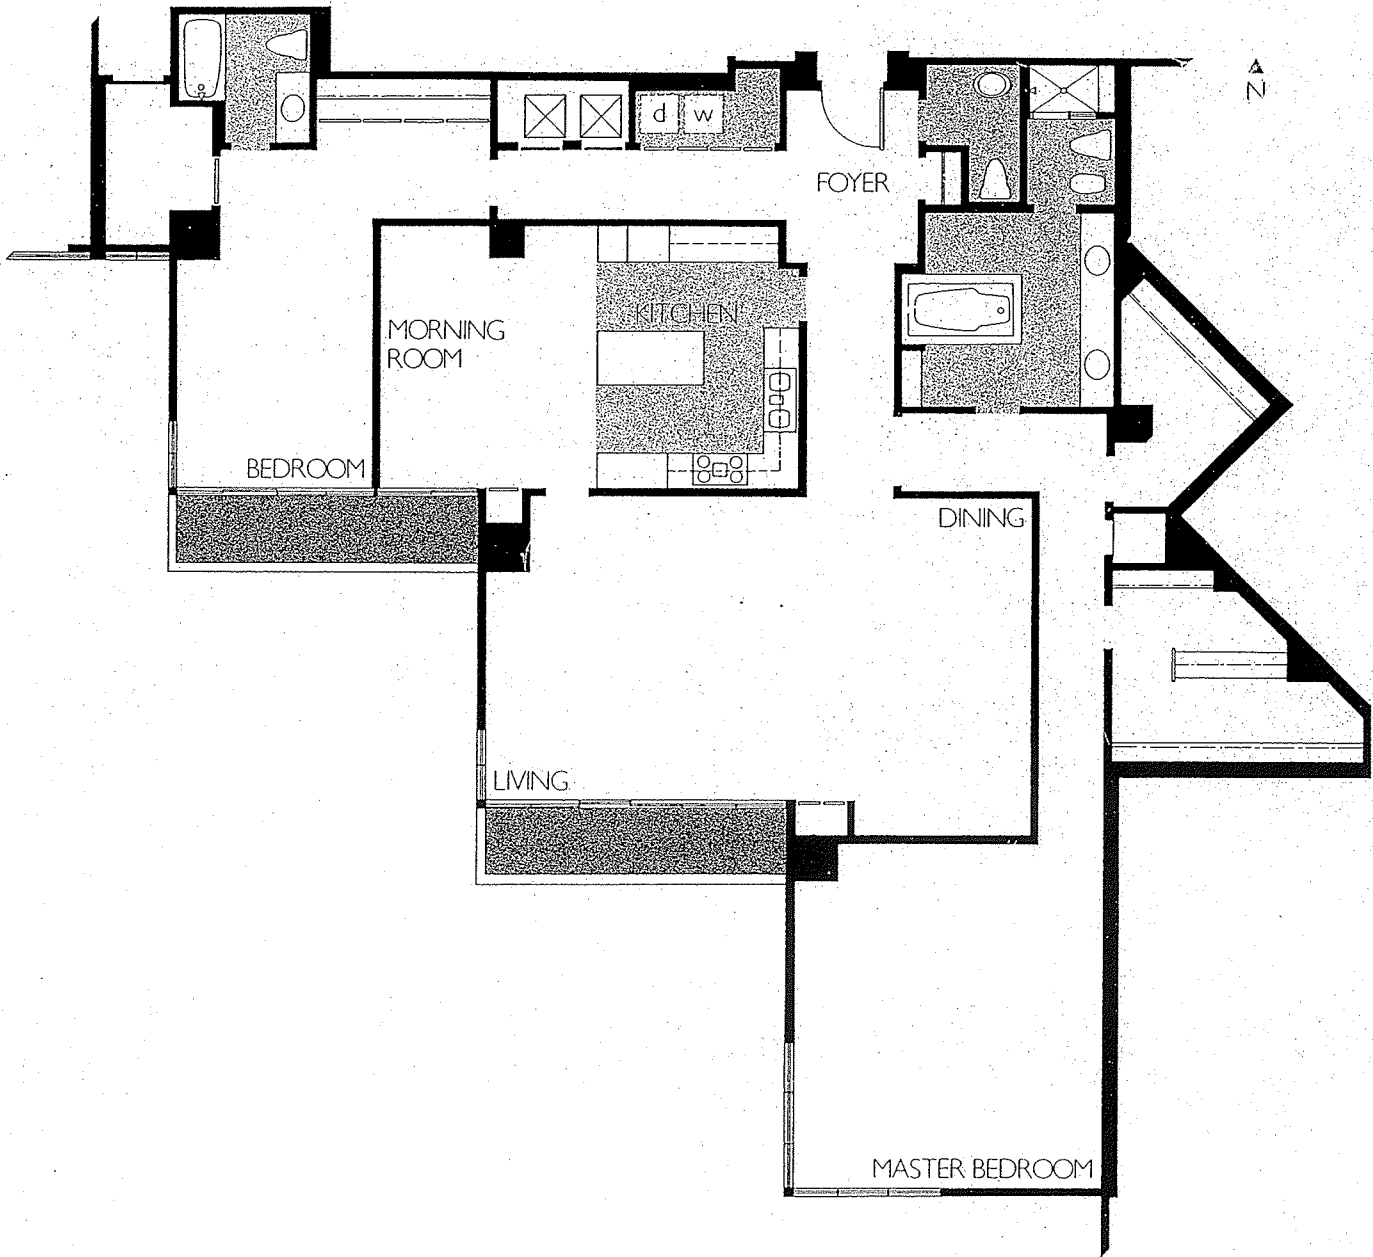 N
d w
FOYER
KITCHEN
MORNING
ROOM
BEDROOM
DINING
LIVING
MASTER BEDROOM